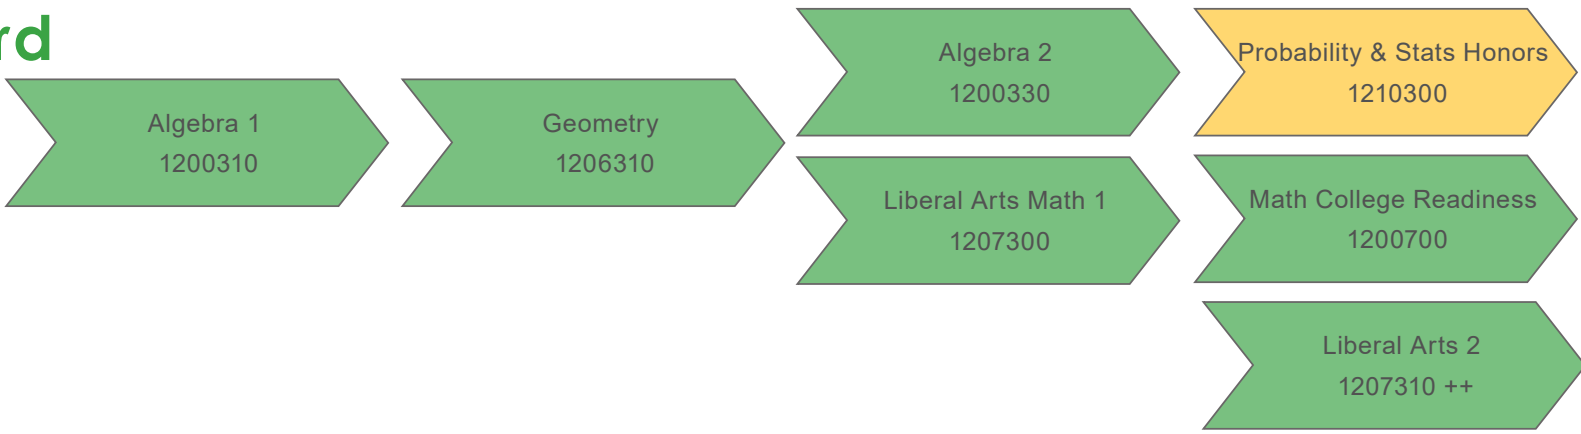 rd
Algebra 1
1200310
Geometry
1206310
Algebra 2
1200330
Liberal Arts Math 1
1207300
Probability & Stats Honors
1210300
Math College Readiness
1200700
Liberal Arts 2
1207310 ++